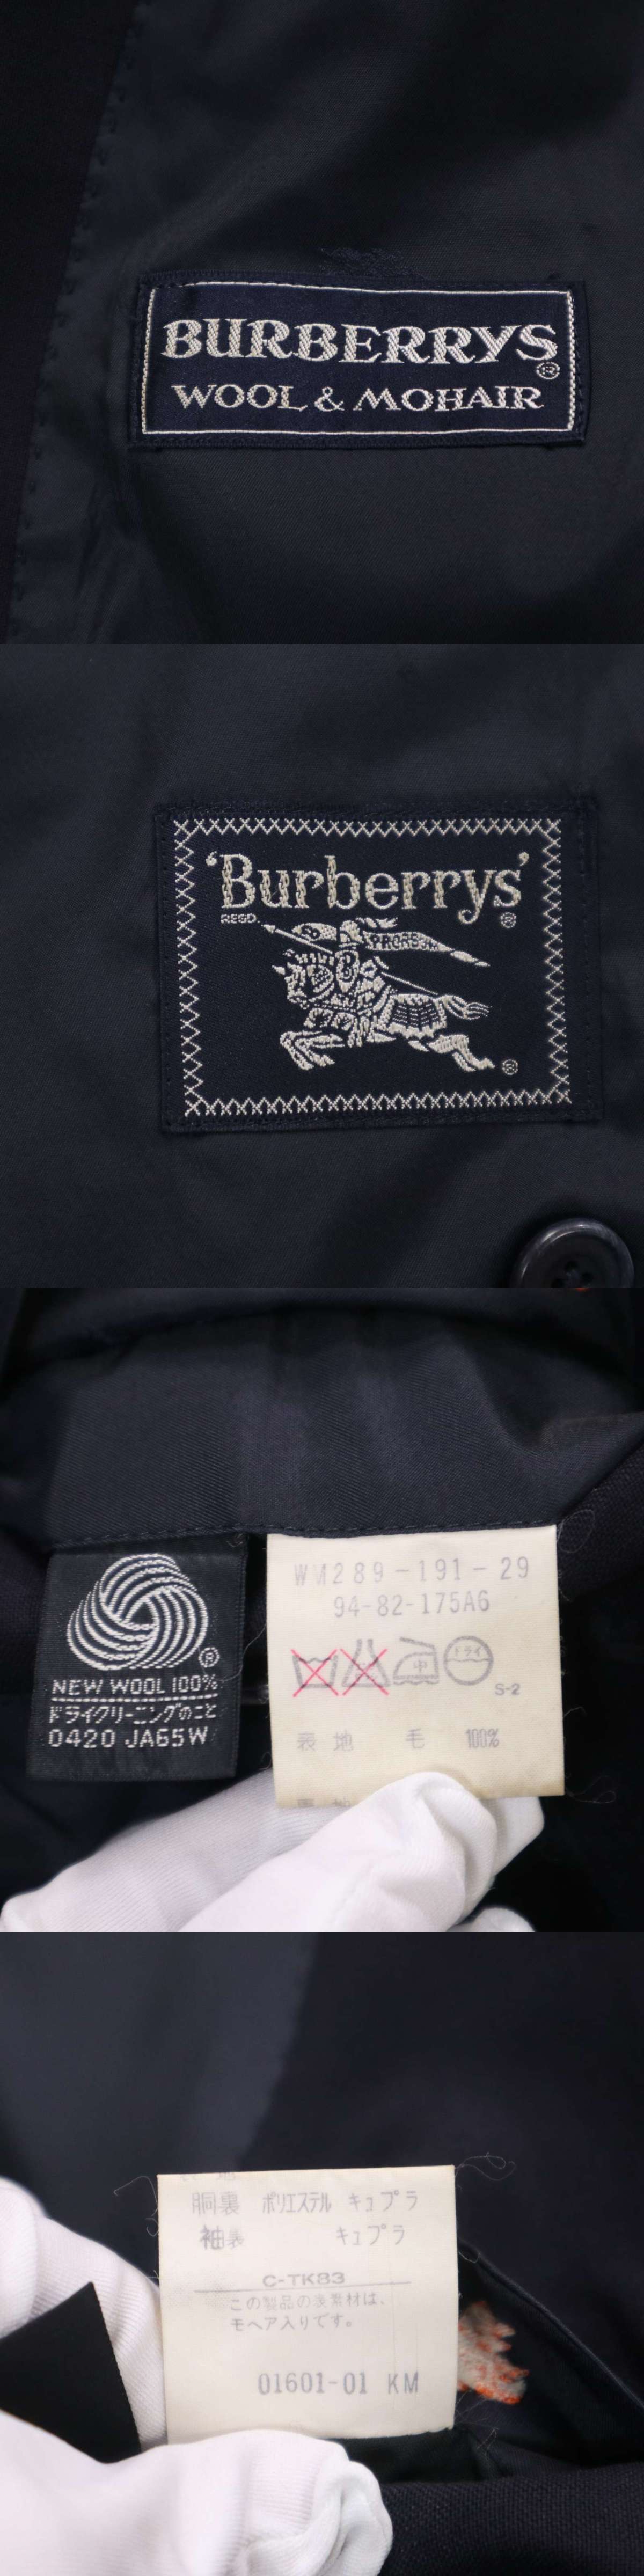 BURBERRYS
®
WOOL & MOHAIR
'Burberrys'
REGD. ®
PRORSUM
®
®
NEW WOOL 100%
ドライクリーニングのこと
0420 JA65W
WM289-191-29
94-82-175A6
中 ドライ
S-2
表地 毛 100%
裏地
胴裏 ポリエステル キュプラ
袖裏 キュプラ
C-TK83
この製品の表素材は、
モヘア入りです。
01601-01 KM